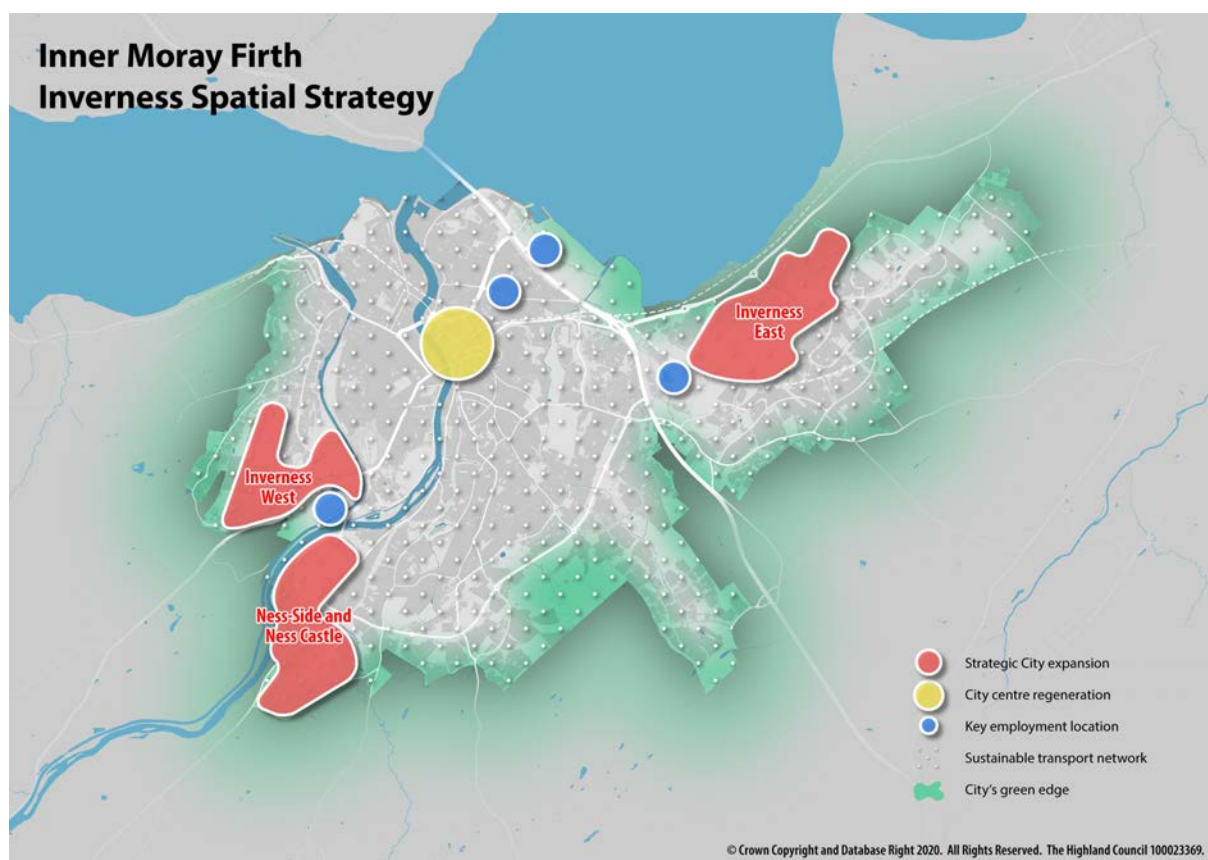 Inner Moray Firth
Inverness Spatial Strategy
Inverness
East
Inverness
West
Ness-Side and
Ness Castle
Strategic City expansion
City centre regeneration
Key employment location
Sustainable transport network
City's green edge
© Crown Copyright and Database Right 2020. All Rights Reserved. The Highland Council 100023369.